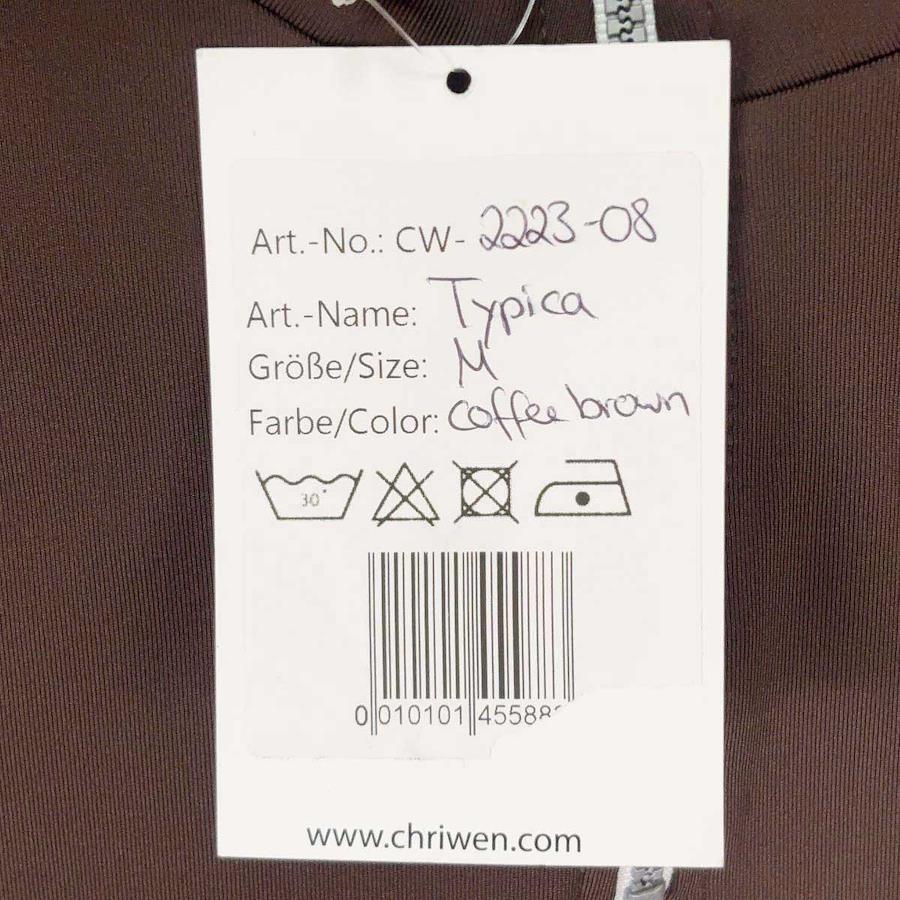 Art.-No.: CW- 2223-08
Art.-Name: Typica
Größe/Size: M
Farbe/Color: Coffee brown
30°
0 010101 45588
www.chriwen.com